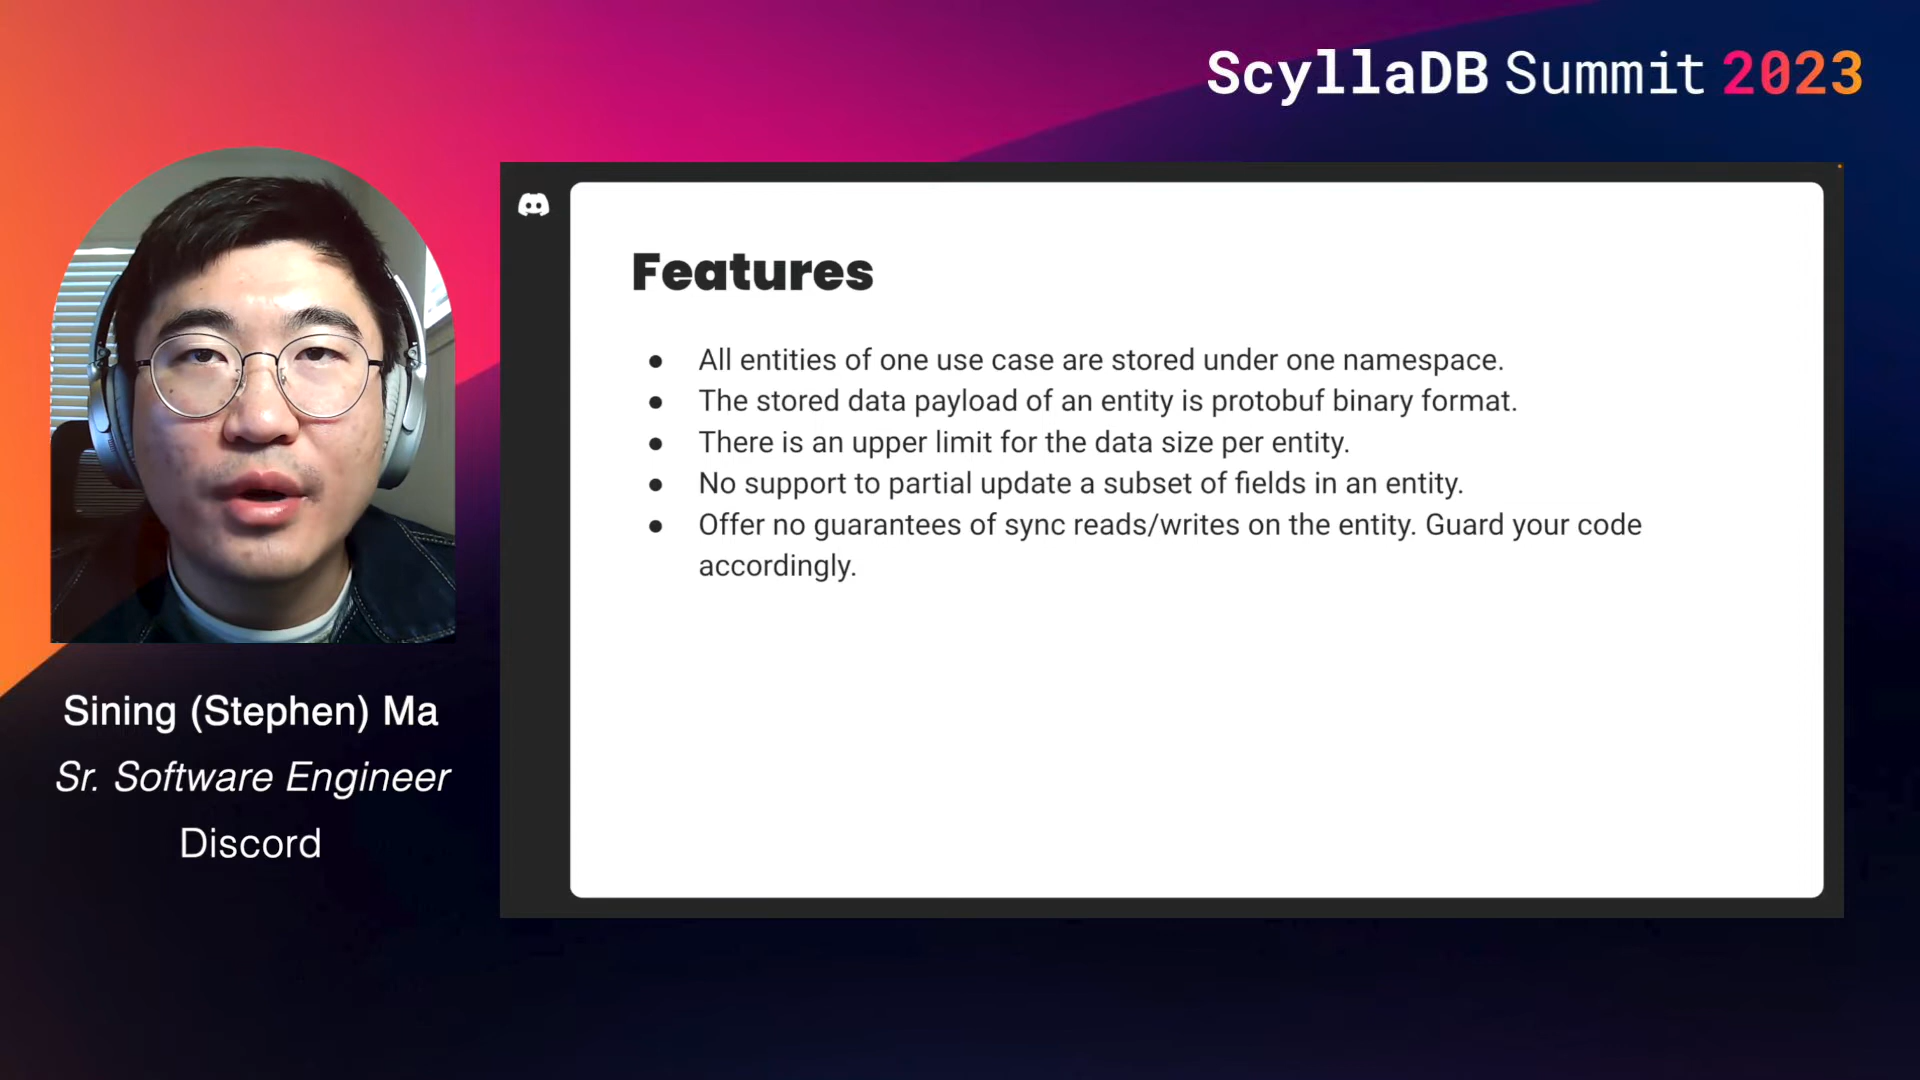 ScyllaDB Summit 2023
Features
● All entities of one use case are stored under one namespace.
● The stored data payload of an entity is protobuf binary format.
● There is an upper limit for the data size per entity.
● No support to partial update a subset of fields in an entity.
● Offer no guarantees of sync reads/writes on the entity. Guard your code
accordingly.
Sining (Stephen) Ma
Sr. Software Engineer
Discord